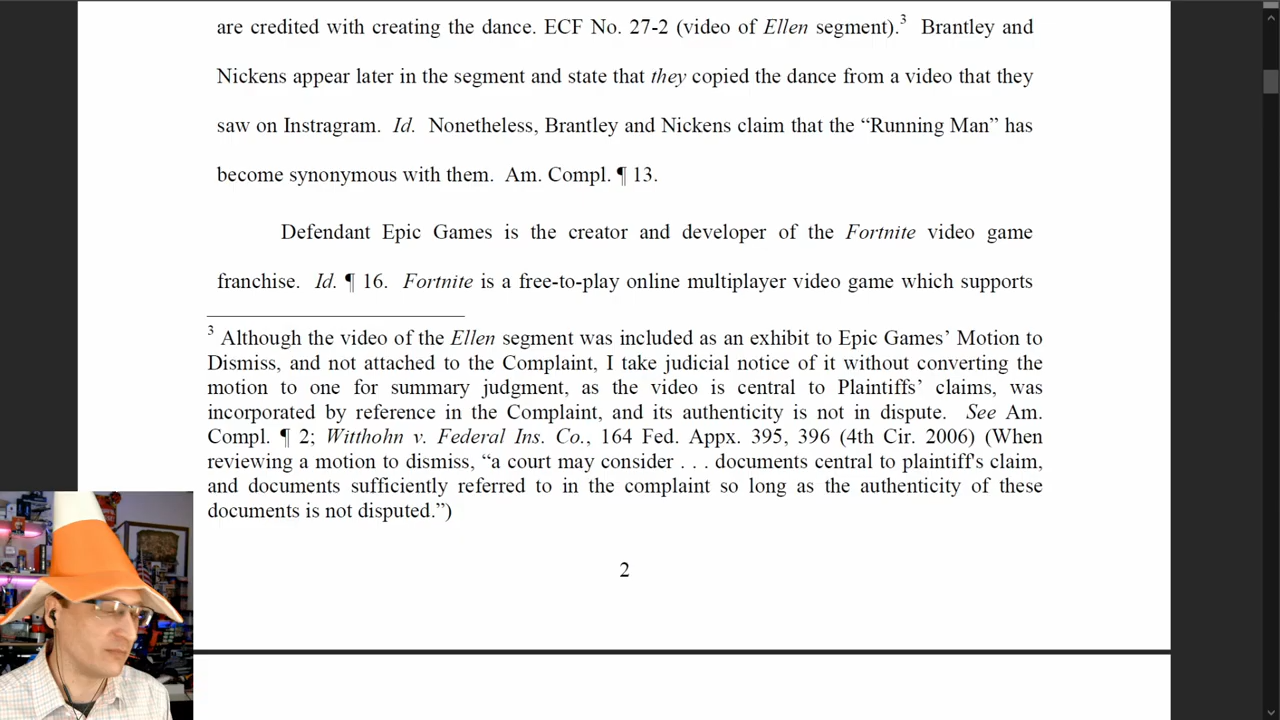 are credited with creating the dance. ECF No. 27-2 (video of Ellen segment).3 Brantley and
Nickens appear later in the segment and state that they copied the dance from a video that they
saw on Instragram. Id. Nonetheless, Brantley and Nickens claim that the “Running Man” has
become synonymous with them. Am. Compl. ¶ 13.
Defendant Epic Games is the creator and developer of the Fortnite video game
franchise. Id. ¶ 16. Fortnite is a free-to-play online multiplayer video game which supports
3 Although the video of the Ellen segment was included as an exhibit to Epic Games’ Motion to
Dismiss, and not attached to the Complaint, I take judicial notice of it without converting the
motion to one for summary judgment, as the video is central to Plaintiffs’ claims, was
incorporated by reference in the Complaint, and its authenticity is not in dispute. See Am.
Compl. ¶ 2; Witthohn v. Federal Ins. Co., 164 Fed. Appx. 395, 396 (4th Cir. 2006) (When
reviewing a motion to dismiss, “a court may consider . . . documents central to plaintiff's claim,
and documents sufficiently referred to in the complaint so long as the authenticity of these
documents is not disputed.”)
2